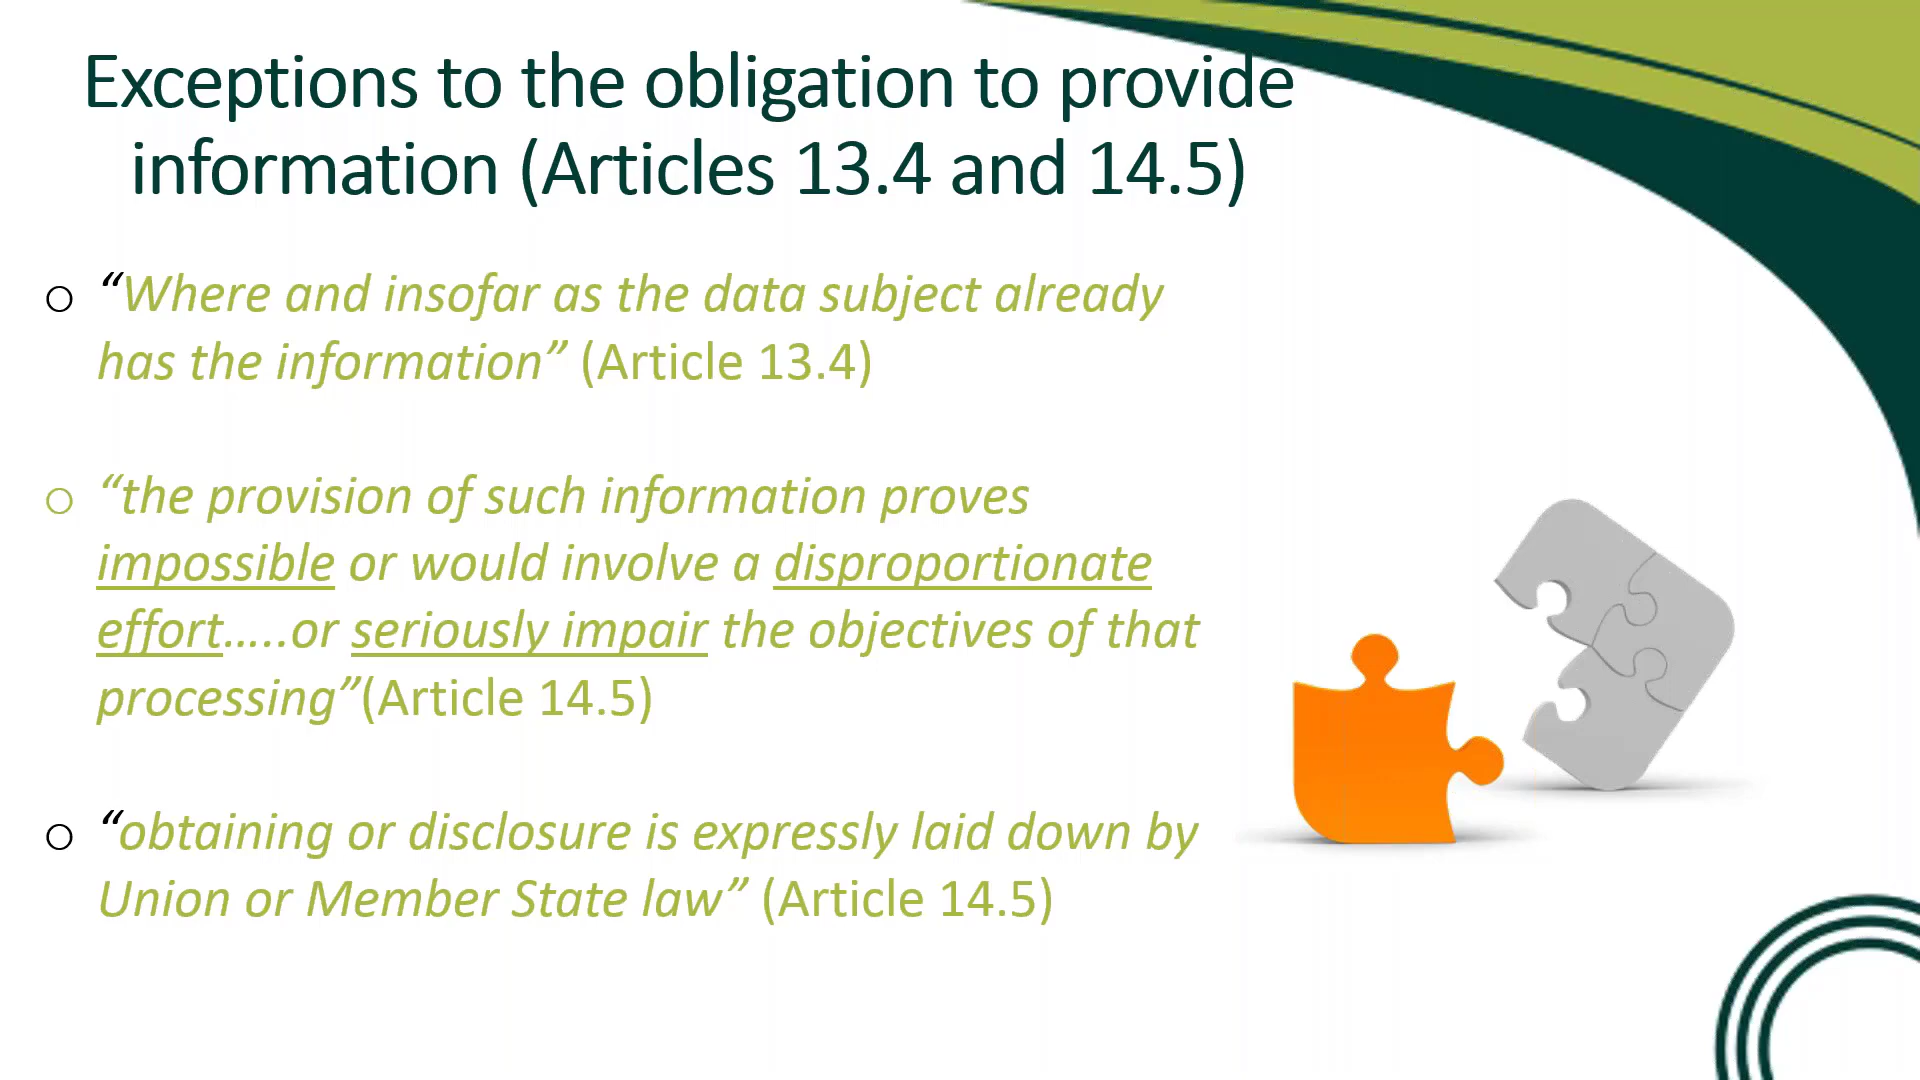 Exceptions to the obligation to provide
information (Articles 13.4 and 14.5)
o “Where and insofar as the data subject already
has the information” (Article 13.4)
o “the provision of such information proves
impossible or would involve a disproportionate
effort.....or seriously impair the objectives of that
processing”(Article 14.5)
o “obtaining or disclosure is expressly laid down by
Union or Member State law” (Article 14.5)